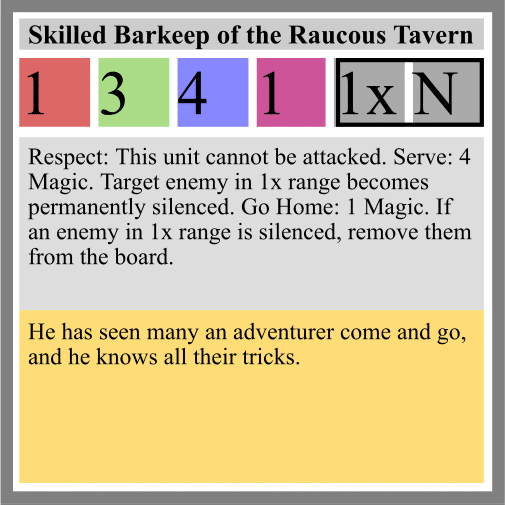 Skilled Barkeep of the Raucous Tavern
1 3 4 1 1x N
Respect: This unit cannot be attacked. Serve: 4
Magic. Target enemy in 1x range becomes
permanently silenced. Go Home: 1 Magic. If
an enemy in 1x range is silenced, remove them
from the board.
He has seen many an adventurer come and go,
and he knows all their tricks.